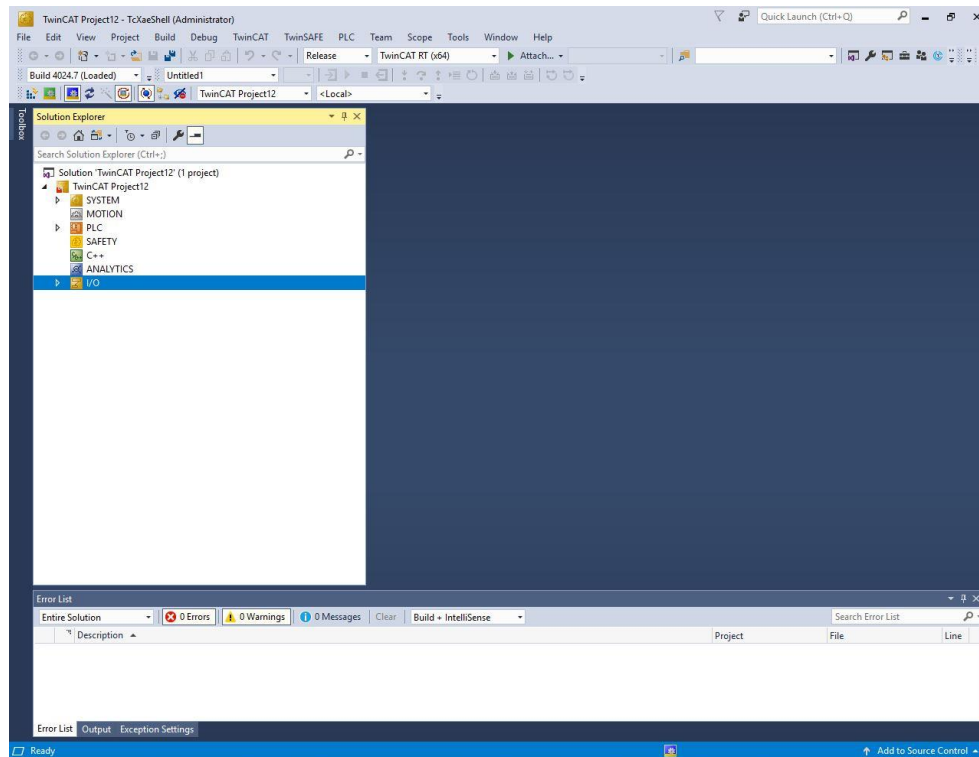 TwinCAT Project12 - TcXaeShell (Administrator)
Quick Launch (Ctrl+Q)
File Edit View Project Build Debug TwinCAT TwinSAFE PLC Team Scope Tools Window Help
Release TwinCAT RT (x64) Attach...
Build 4024.7 (Loaded) Untitled1
TwinCAT Project12 <Local>
Toolbox
Solution Explorer
Search Solution Explorer (Ctrl+;)
Solution 'TwinCAT Project12' (1 project)
TwinCAT Project12
SYSTEM
MOTION
PLC
SAFETY
C++
ANALYTICS
I/O
Error List
Entire Solution 0 Errors 0 Warnings 0 Messages Clear Build + IntelliSense Search Error List
Description Project File Line
Error List Output Exception Settings
Ready Add to Source Control